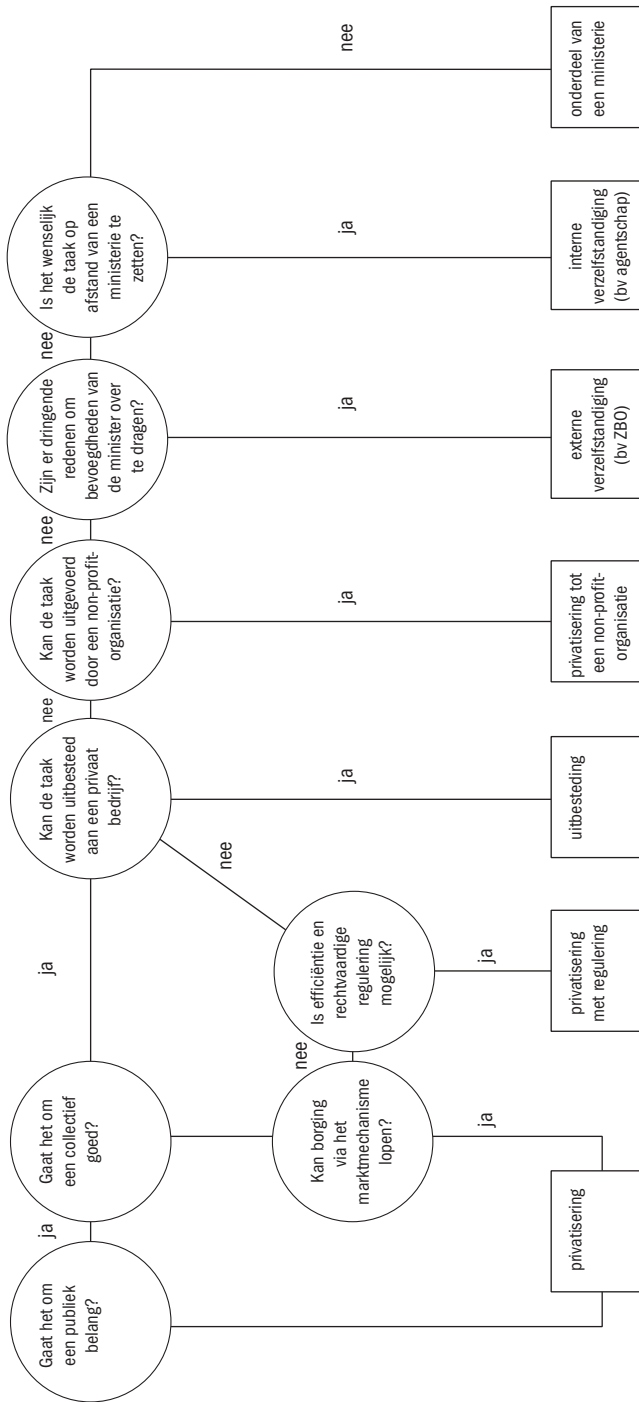 Gaat het om
een publiek
belang?
ja
Gaat het om
een collectief
goed?
ja
Kan de taak
worden uitbesteed
aan een privaat
bedrijf?
nee
Kan de taak
worden uitgevoerd
door een non-profit-
organisatie?
nee
Zijn er dringende
redenen om
bevoegdheden van
de minister over
te dragen?
nee
Is het wenselijk
de taak op
afstand van een
ministerie te
zetten?
nee
Kan borging
via het
marktmechanisme
lopen?
nee
Is efficiëntie en
rechtvaardige
regulering
mogelijk?
nee
ja
ja
ja
ja
ja
ja
privatisering
privatisering
met regulering
uitbesteding
privatisering tot
een non-profit-
organisatie
externe
verzelfstandiging
(bv ZBO)
interne
verzelfstandiging
(bv agentschap)
onderdeel van
een ministerie